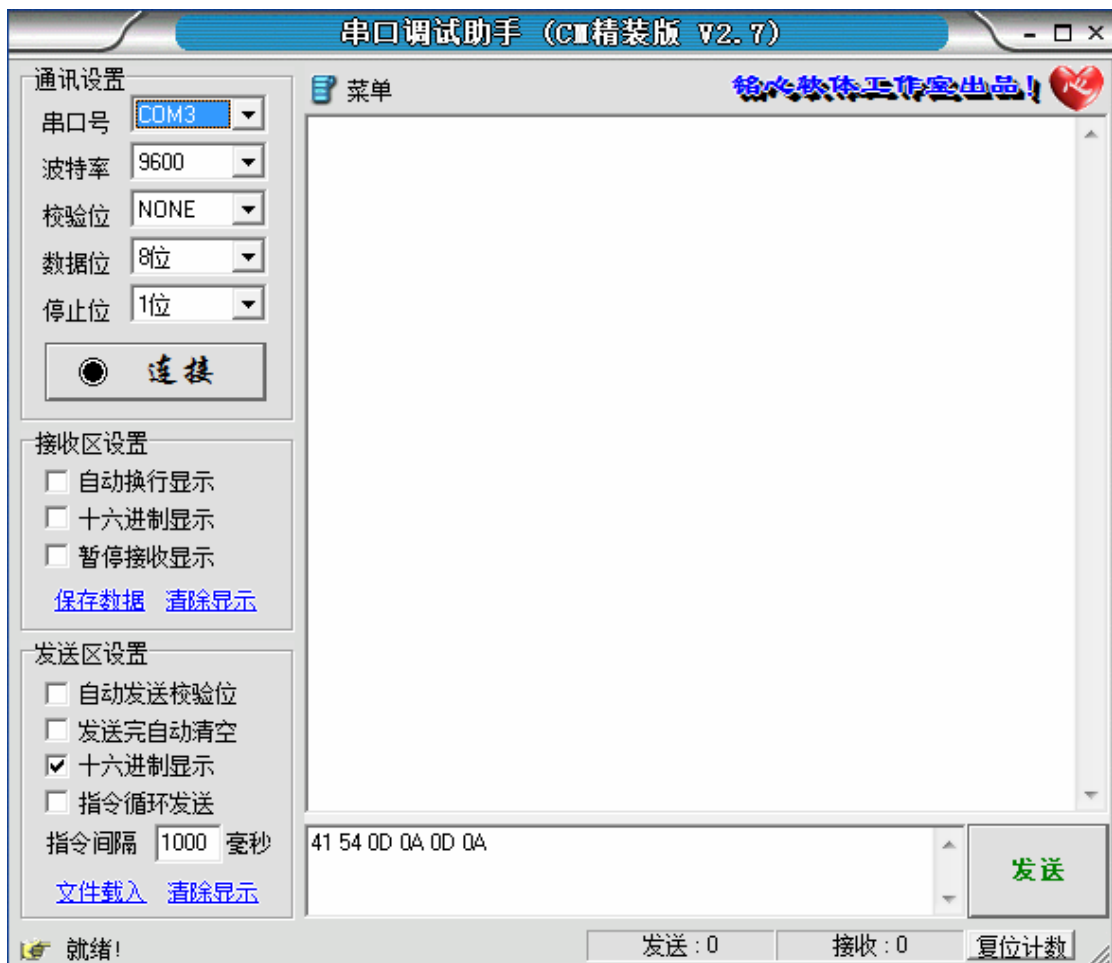 串口调试助手 (CM精装版 V2.7)
通讯设置
串口号 COM3
波特率 9600
校验位 NONE
数据位 8位
停止位 1位
连接
接收区设置
自动换行显示
十六进制显示
暂停接收显示
保存数据 清除显示
发送区设置
自动发送校验位
发送完自动清空
十六进制显示
指令循环发送
指令间隔 1000 毫秒
文件载入 清除显示
菜单
铭心软体工作室出品!
心
41 54 0D 0A 0D 0A
发送
就绪!
发送:0
接收:0
复位计数